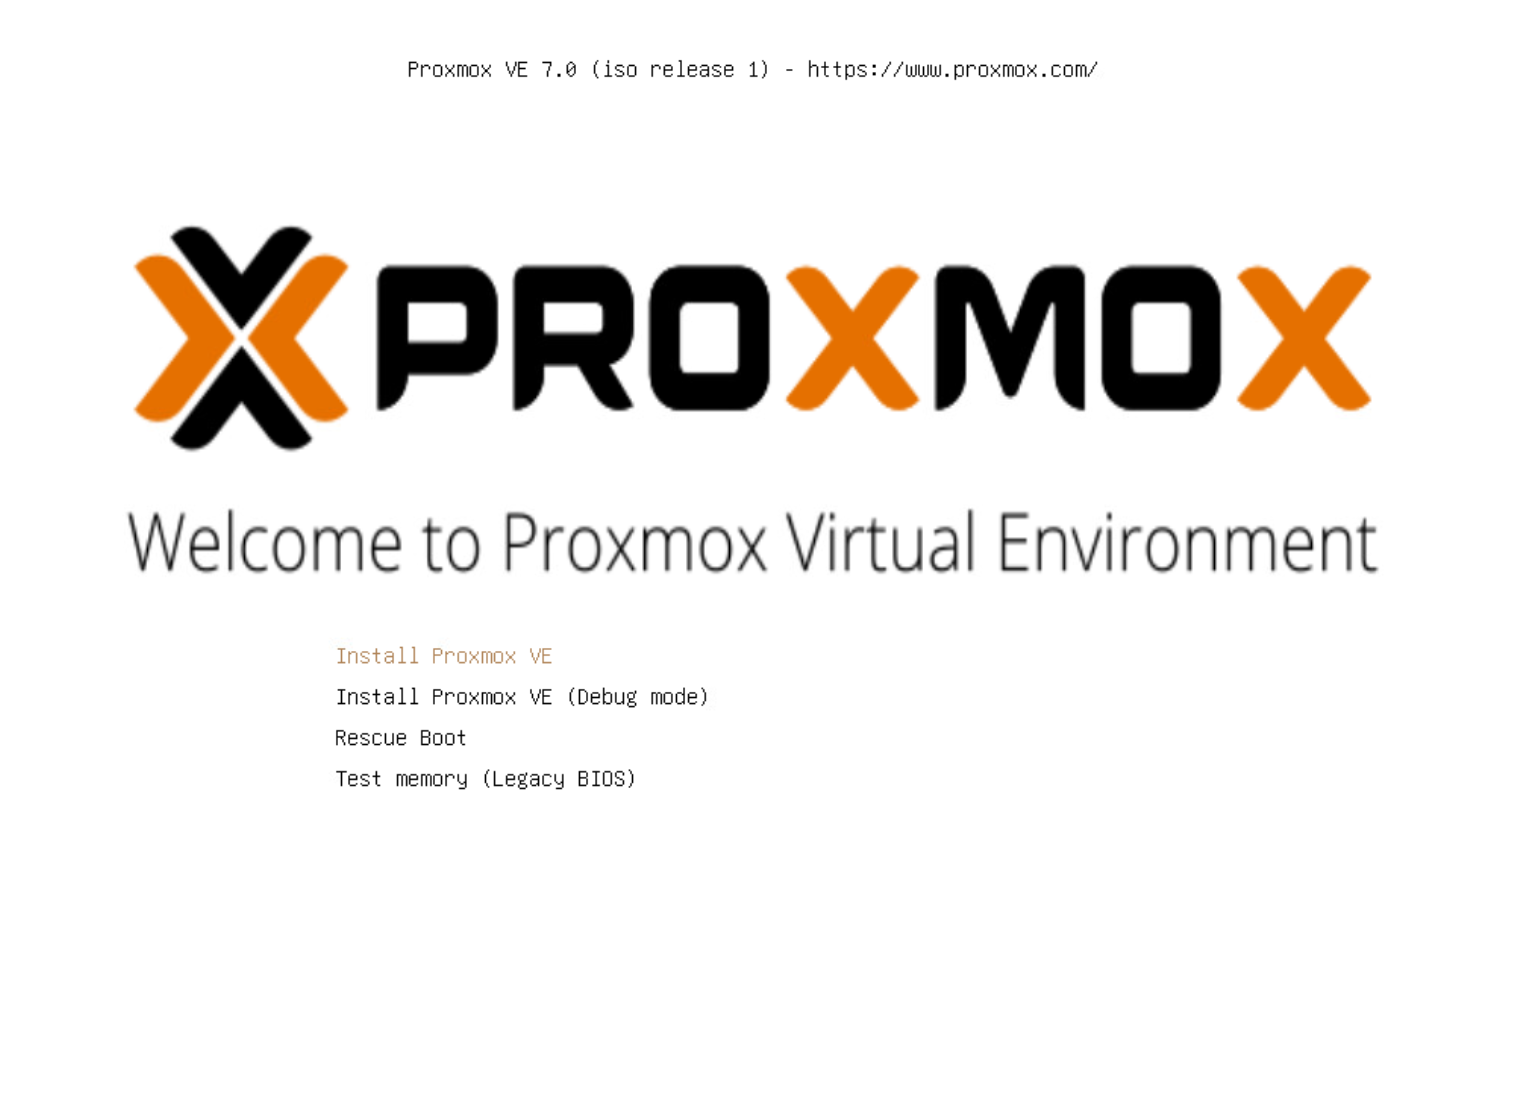 Proxmox VE 7.0 (iso release 1) - https://www.proxmox.com/
PROXMOX
Welcome to Proxmox Virtual Environment
Install Proxmox VE
Install Proxmox VE (Debug mode)
Rescue Boot
Test memory (Legacy BIOS)